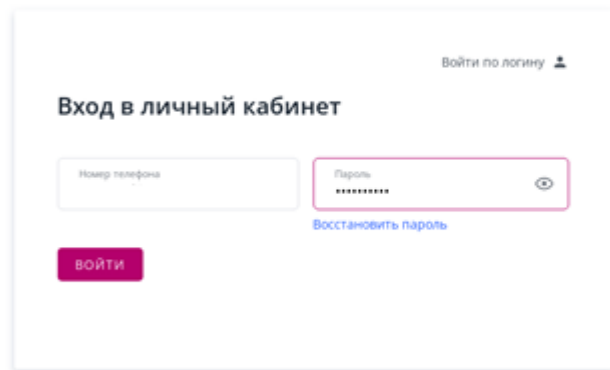 Войти по логину
Вход в личный кабинет
Номер телефона
Пароль
••••••••••
Восстановить пароль
ВОЙТИ